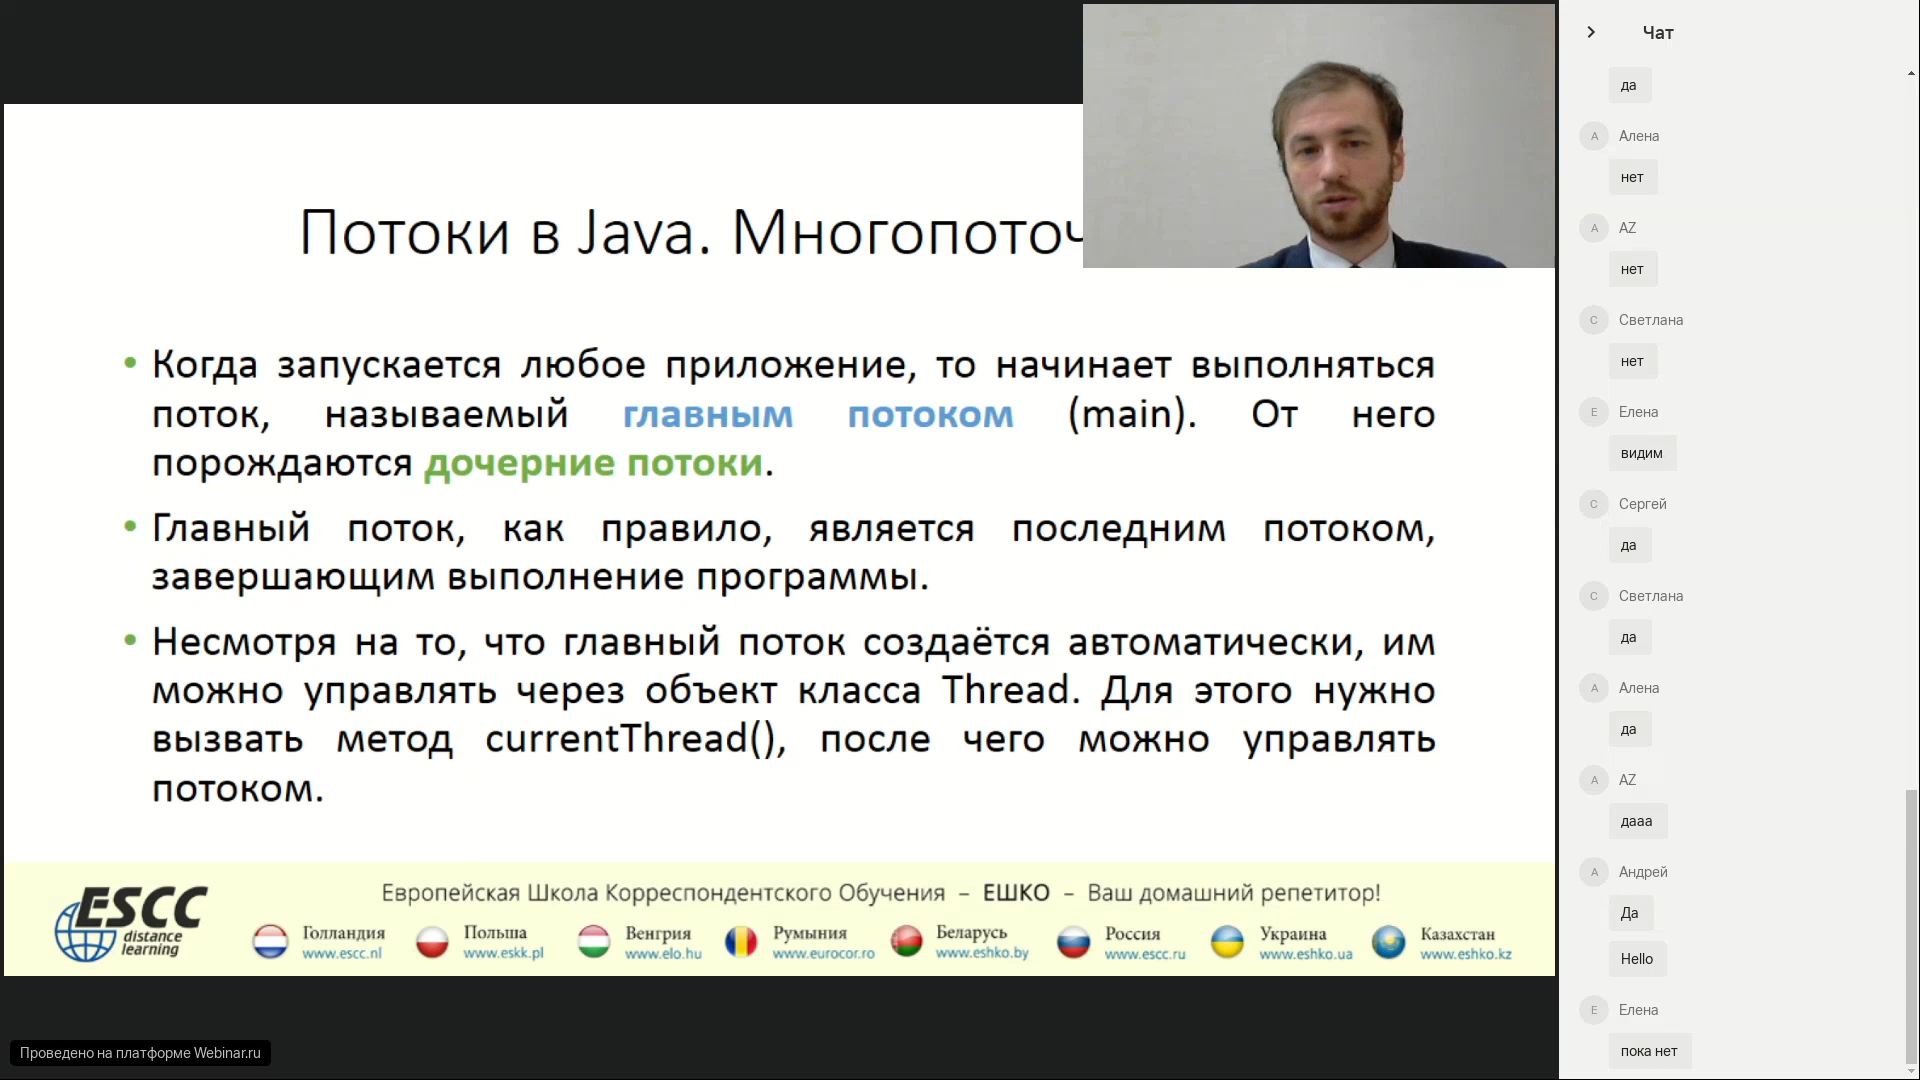 Потоки в Java. Многопоточ
• Когда запускается любое приложение, то начинает выполняться
поток, называемый главным потоком (main). От него
порождаются дочерние потоки.
• Главный поток, как правило, является последним потоком,
завершающим выполнение программы.
• Несмотря на то, что главный поток создаётся автоматически, им
можно управлять через объект класса Thread. Для этого нужно
вызвать метод currentThread(), после чего можно управлять
потоком.
ESCC
distance
learning
Европейская Школа Корреспондентского Обучения – ЕШКО – Ваш домашний репетитор!
Голландия
www.escc.nl
Польша
www.eskk.pl
Венгрия
www.elo.hu
Румыния
www.eurocor.ro
Беларусь
www.eshko.by
Россия
www.escc.ru
Украина
www.eshko.ua
Казахстан
www.eshko.kz
Проведено на платформе Webinar.ru
Чат
да
А Алена
нет
A AZ
нет
С Светлана
нет
Е Елена
видим
С Сергей
да
С Светлана
да
А Алена
да
A AZ
дааа
А Андрей
Да
Hello
Е Елена
пока нет